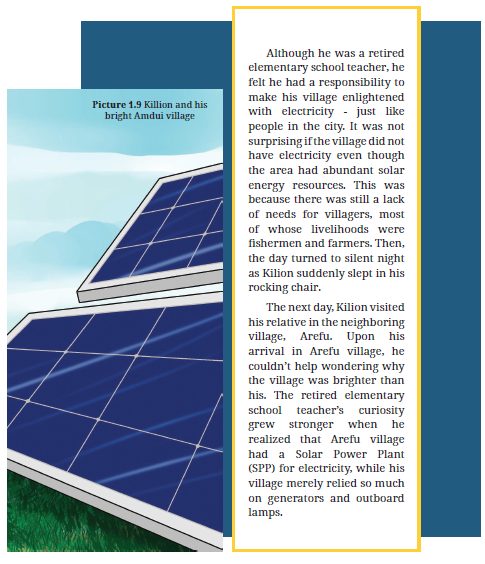 Picture 1.9 Killion and his
bright Amdui village
Although he was a retired
elementary school teacher, he
felt he had a responsibility to
make his village enlightened
with electricity - just like
people in the city. It was not
surprising if the village did not
have electricity even though
the area had abundant solar
energy resources. This was
because there was still a lack
of needs for villagers, most
of whose livelihoods were
fishermen and farmers. Then,
the day turned to silent night
as Kilion suddenly slept in his
rocking chair.
The next day, Kilion visited
his relative in the neighboring
village, Arefu. Upon his
arrival in Arefu village, he
couldn't help wondering why
the village was brighter than
his. The retired elementary
school teacher's curiosity
grew stronger when he
realized that Arefu village
had a Solar Power Plant
(SPP) for electricity, while his
village merely relied so much
on generators and outboard
lamps.